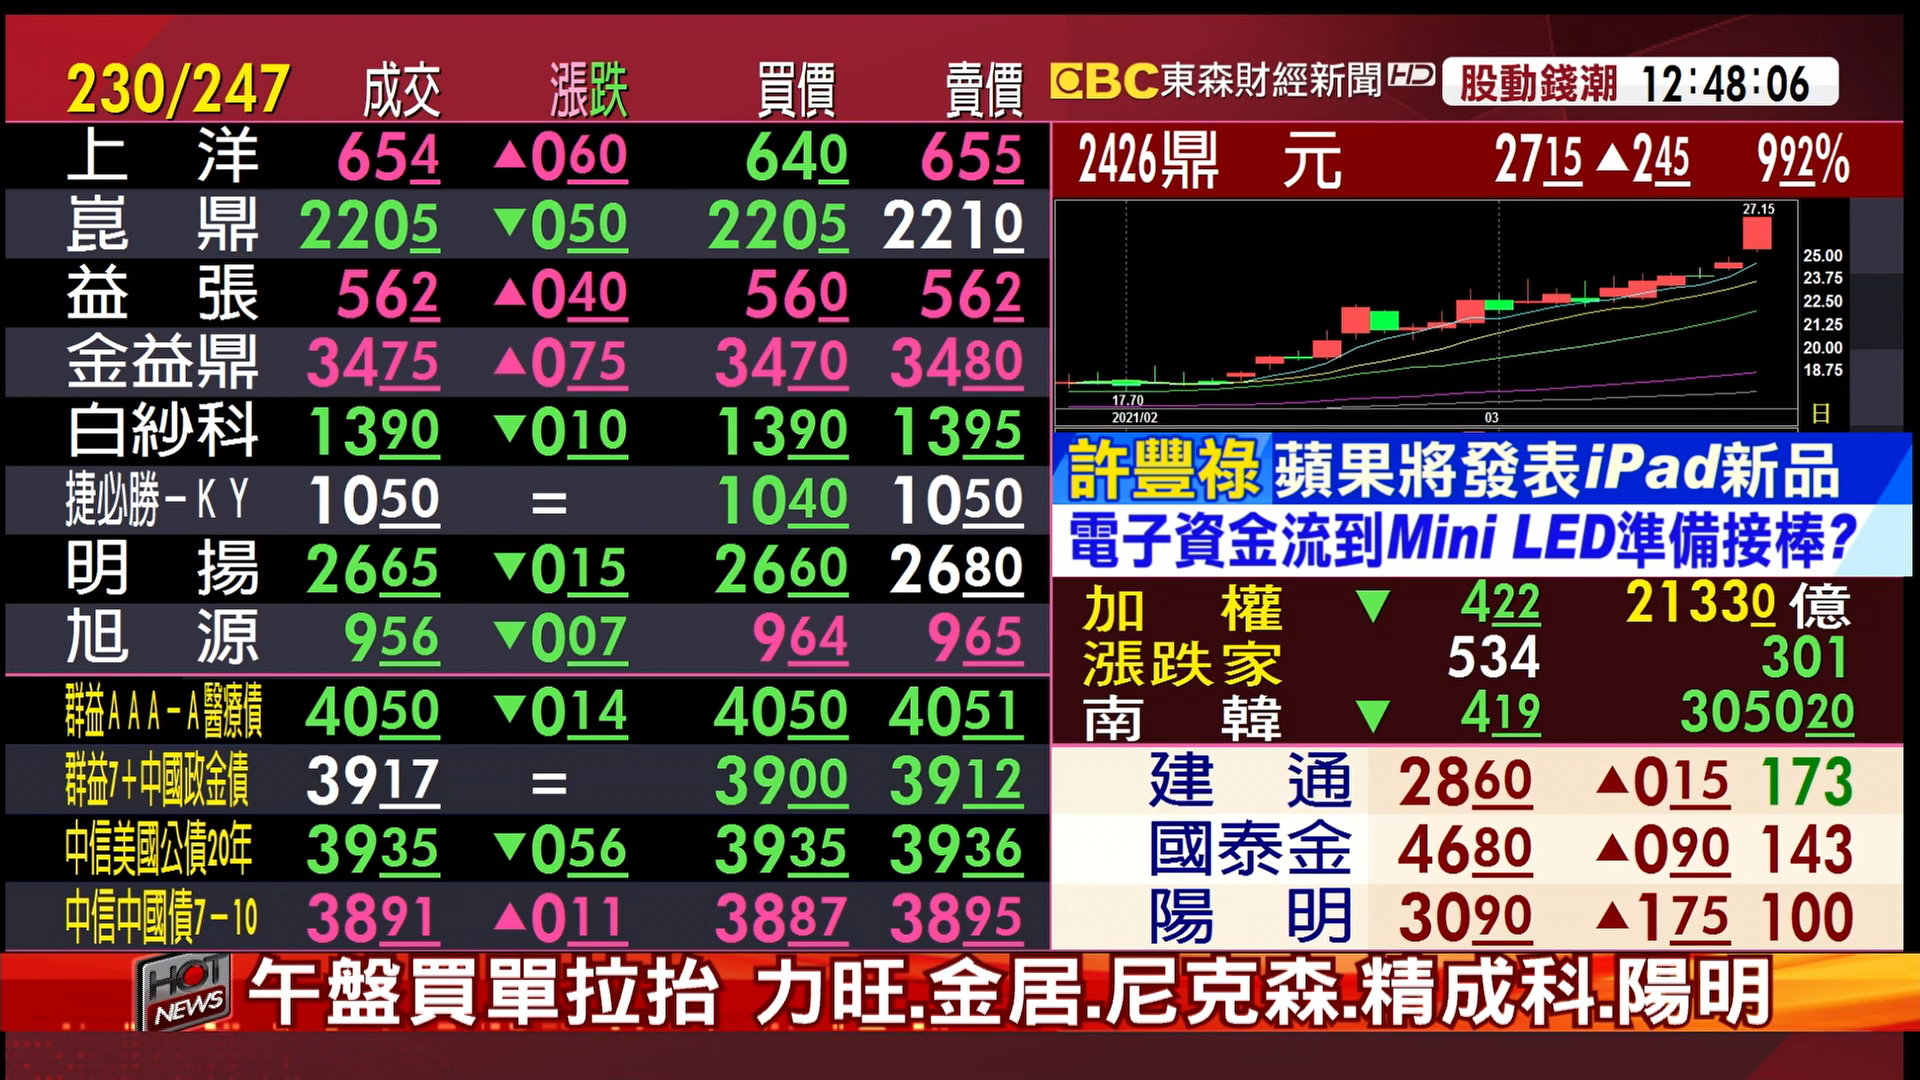 230/247 成交 漲跌 買價 賣價
上洋 654 ▲060 640 655
崑鼎 2205 ▼050 2205 2210
益張 562 ▲040 560 562
金益鼎 3475 ▲075 3470 3480
白紗科 1390 ▼010 1390 1395
捷必勝-KY 1050 = 1040 1050
明揚 2665 ▼015 2660 2680
旭源 956 ▼007 964 965
群益AAA-A醫療債 4050 ▼014 4050 4051
群益7+中國政金債 3917 = 3900 3912
中信美國公債20年 3935 ▼056 3935 3936
中信中國債7-10 3891 ▲011 3887 3895
EBC東森財經新聞HD 股動錢潮 12:48:06
2426鼎元 2715 ▲245 992%
27.15
25.00
23.75
22.50
21.25
20.00
18.75
17.70
2021/02 03 日
許豐祿 蘋果將發表iPad新品
電子資金流到Mini LED準備接棒?
加權 ▼ 422 21330億
漲跌家 534 301
南韓 ▼ 419 305020
建通 2860 ▲015 173
國泰金 4680 ▲090 143
陽明 3090 ▲175 100
HOT NEWS 午盤買單拉抬 力旺.金居.尼克森.精成科.陽明